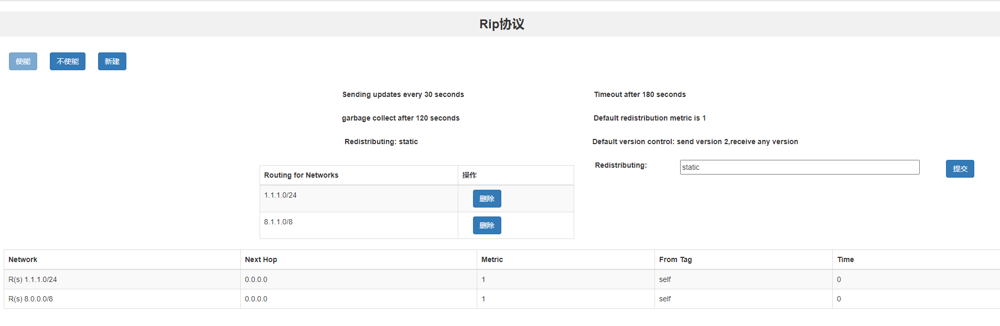 Rip协议
使能 不使能 新建
Sending updates every 30 seconds Timeout after 180 seconds
garbage collect after 120 seconds Default redistribution metric is 1
Redistributing: static Default version control: send version 2,receive any version
Redistributing: static 提交
Routing for Networks 操作
1.1.1.0/24 删除
8.1.1.0/8 删除
Network Next Hop Metric From Tag Time
R(s) 1.1.1.0/24 0.0.0.0 1 self 0
R(s) 8.0.0.0/8 0.0.0.0 1 self 0